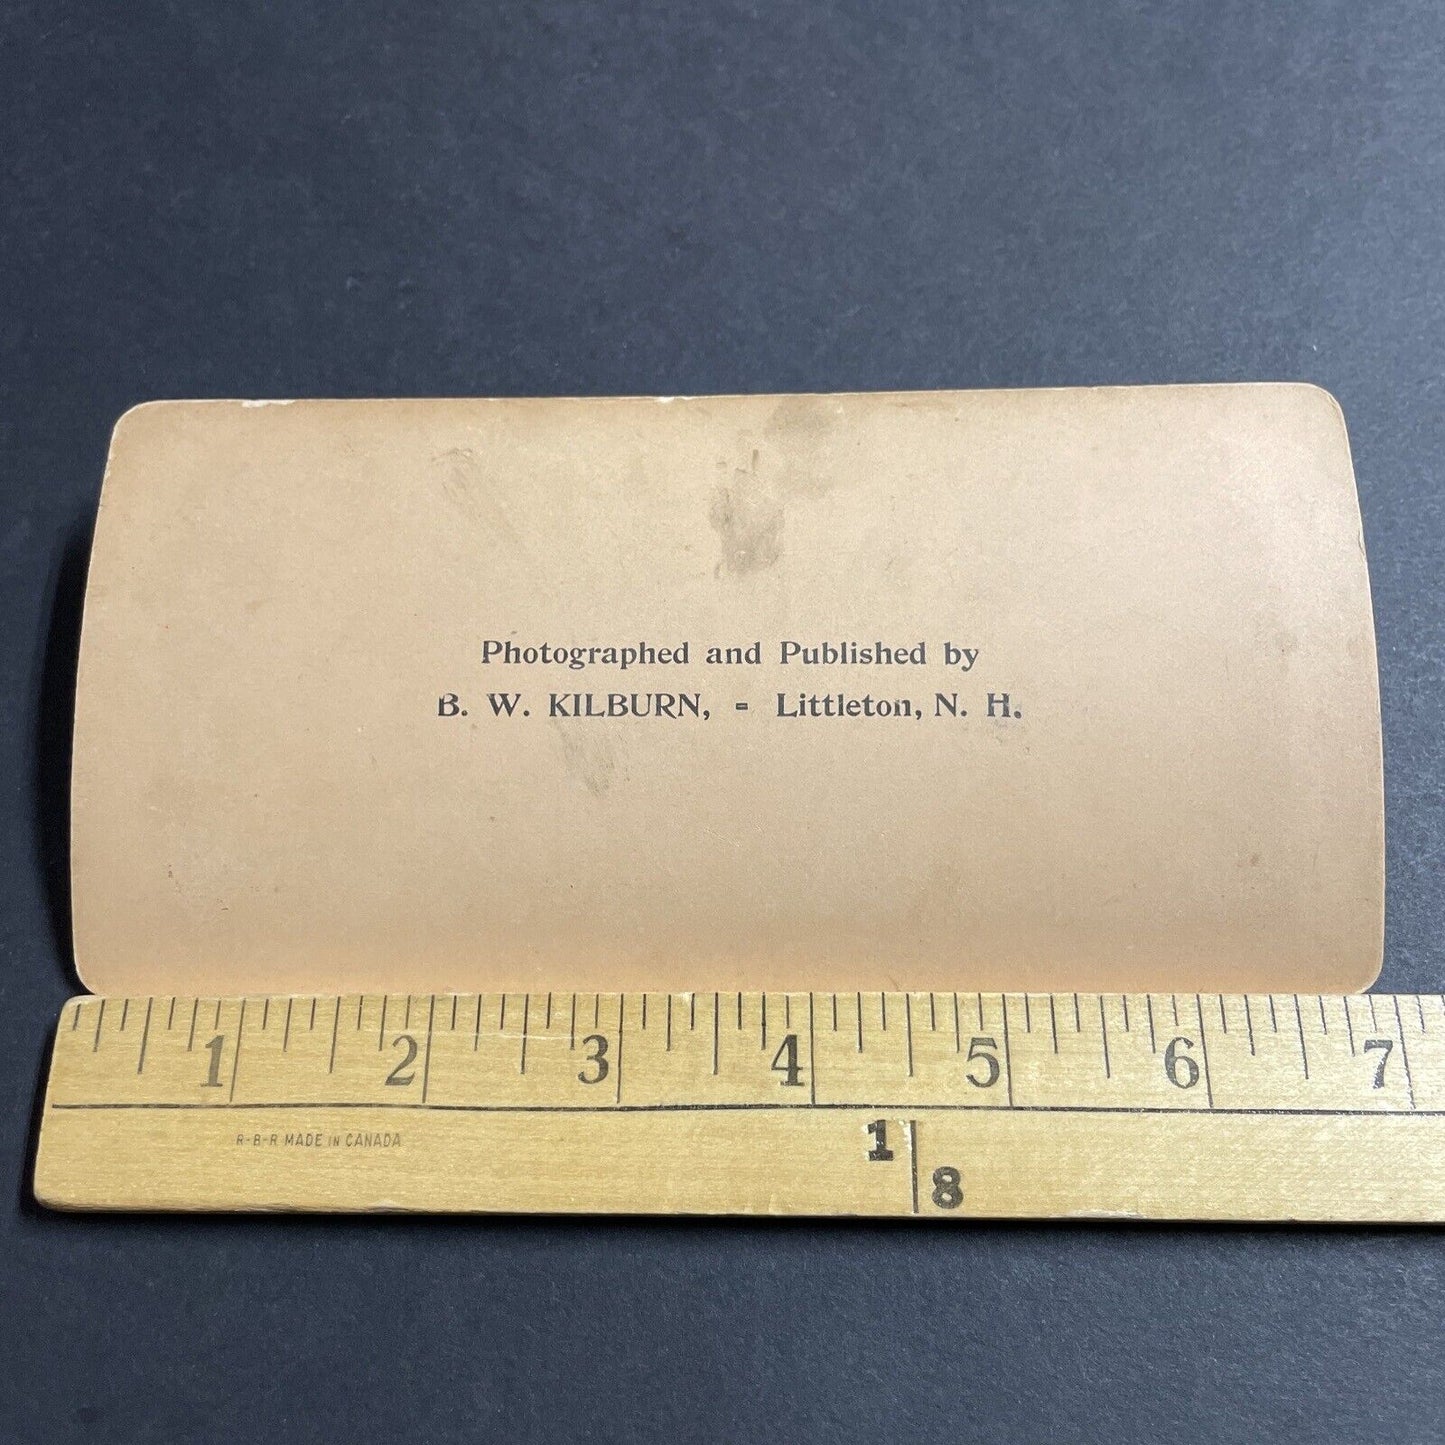 Photographed and Published by
B. W. KILBURN, = Littleton, N. H.
1 2 3 4 5 6 7
R-B-R MADE IN CANADA
1
8